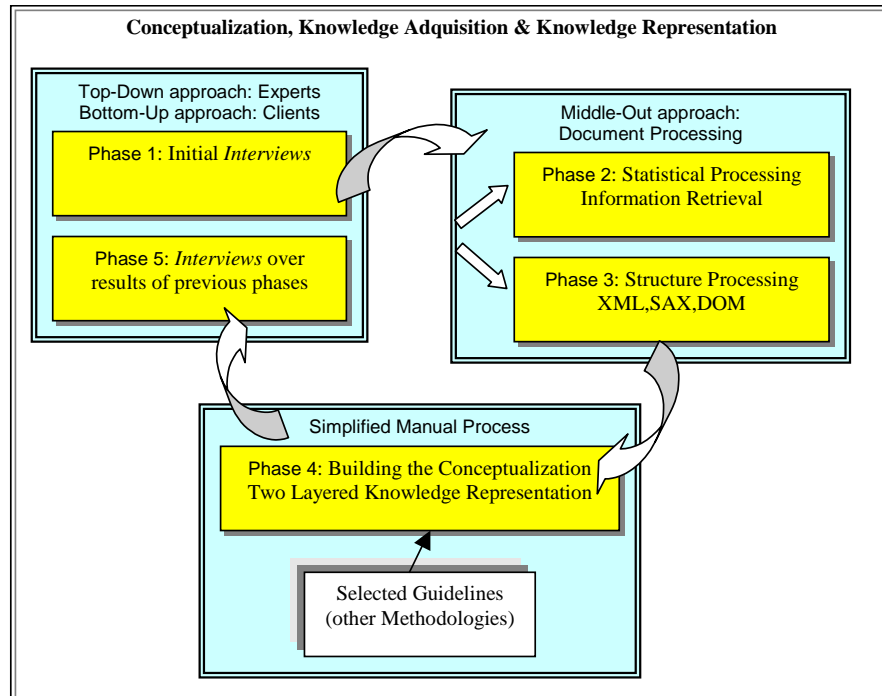 Conceptualization, Knowledge Adquisition & Knowledge Representation
Top-Down approach: Experts
Bottom-Up approach: Clients
Phase 1: Initial Interviews
Phase 5: Interviews over
results of previous phases
Middle-Out approach:
Document Processing
Phase 2: Statistical Processing
Information Retrieval
Phase 3: Structure Processing
XML,SAX,DOM
Simplified Manual Process
Phase 4: Building the Conceptualization
Two Layered Knowledge Representation
Selected Guidelines
(other Methodologies)